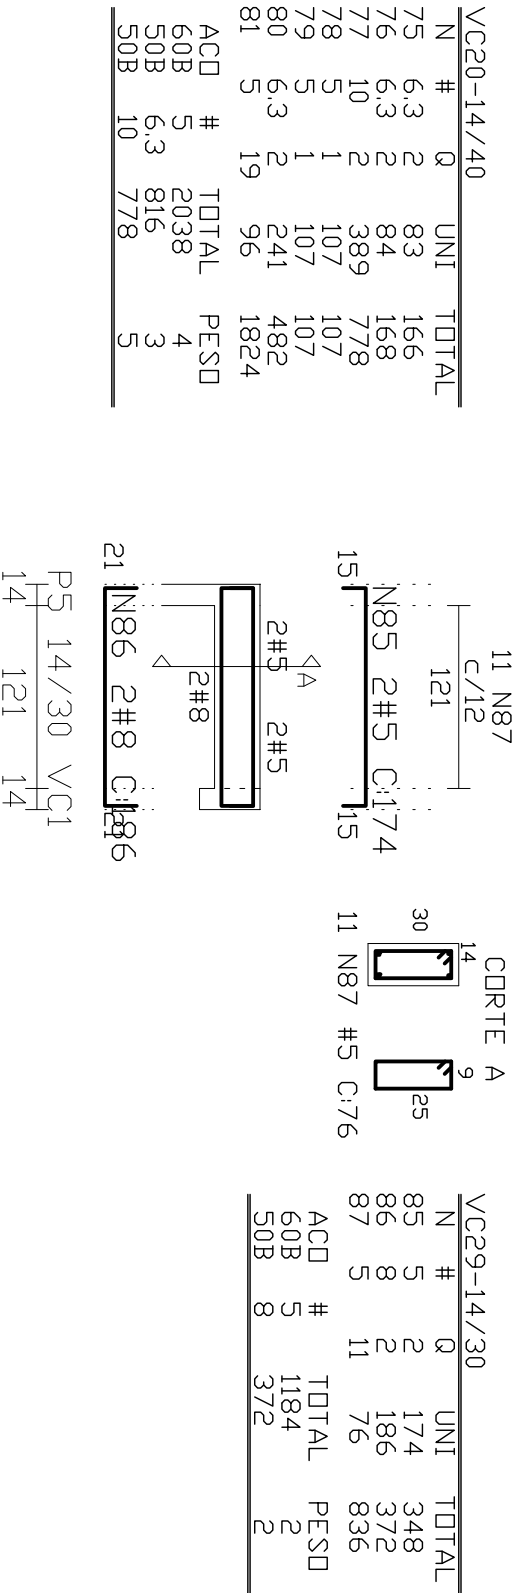 VC20-14/40
N # Q UNI TOTAL
75 6.3 2 83 166
76 6.3 2 84 168
77 10 2 389 778
78 5 1 107 107
79 5 1 107 107
80 6.3 2 241 482
81 5 19 96 1824
ACO # TOTAL PESO
60B 5 2038 4
50B 6.3 816 3
50B 10 778 5
11 N87
c/12
121
N85 2#5 C:174
15
15
A
2#5 2#5
2#8
N86 2#8 C:186
21
21
P5 14/30 VC1
14 121 14
CORTE A
14
30
9
25
11 N87 #5 C:76
VC29-14/30
N # Q UNI TOTAL
85 5 2 174 348
86 8 2 186 372
87 5 11 76 836
ACO # TOTAL PESO
60B 5 1184 2
50B 8 372 2